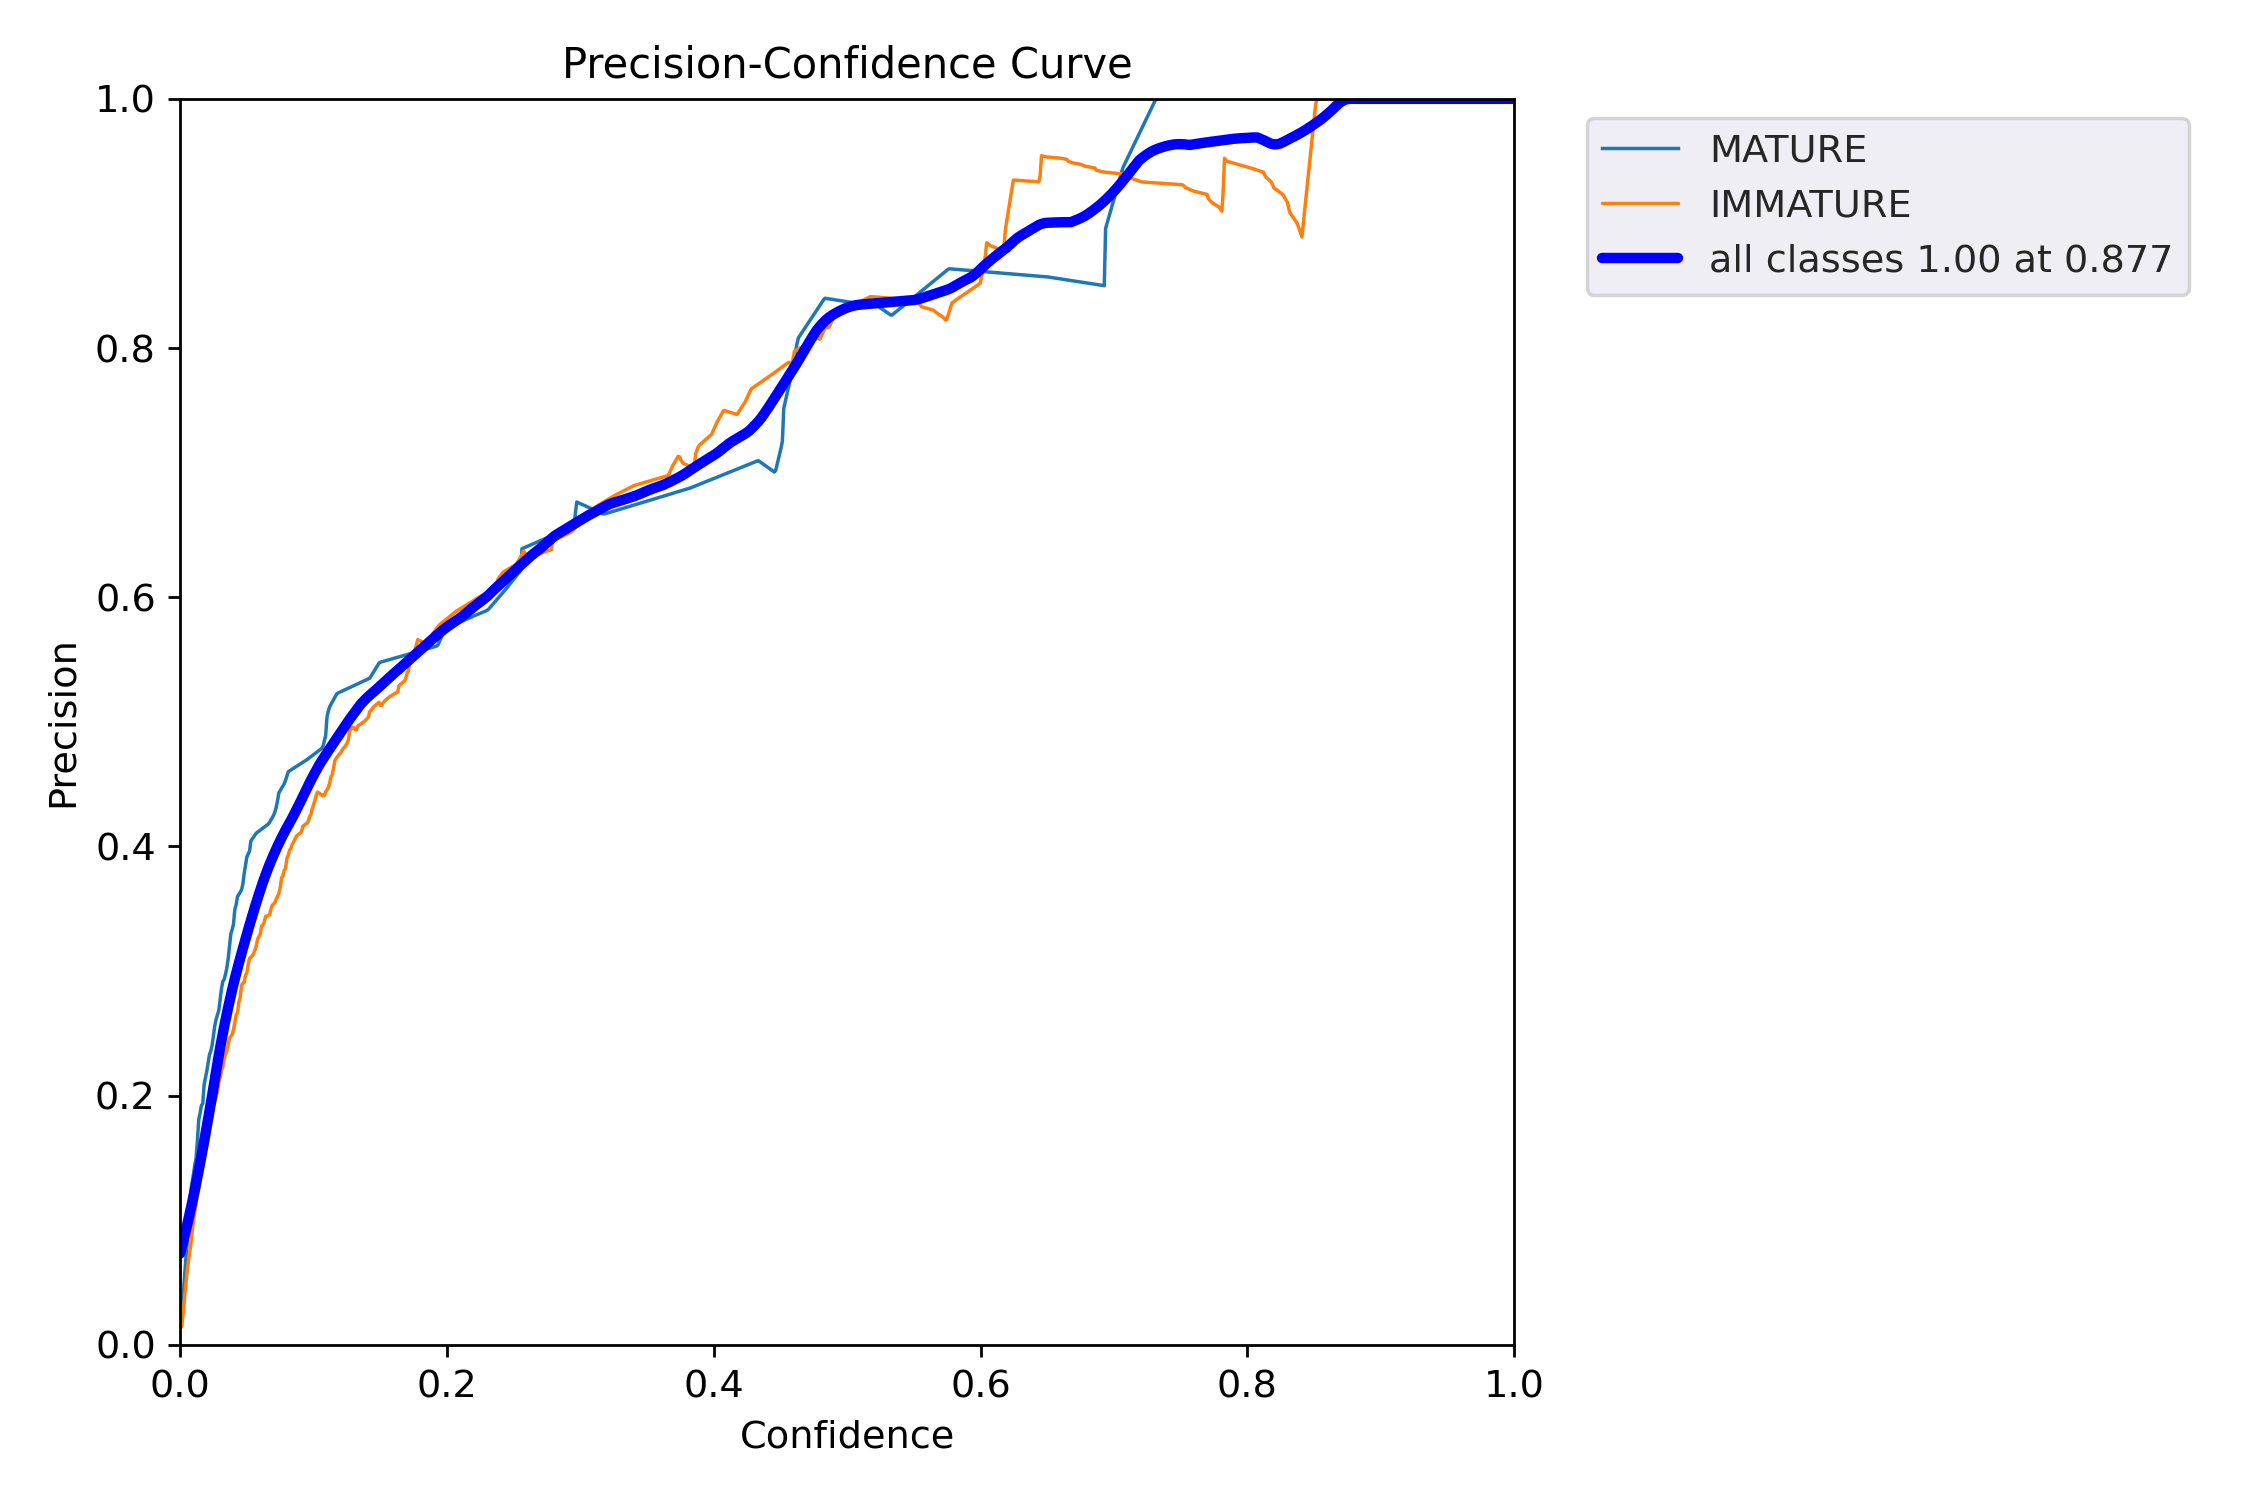 Precision-Confidence Curve
MATURE
IMMATURE
all classes 1.00 at 0.877
1.0
0.8
0.6
0.4
0.2
0.0
Precision
0.0 0.2 0.4 0.6 0.8 1.0
Confidence